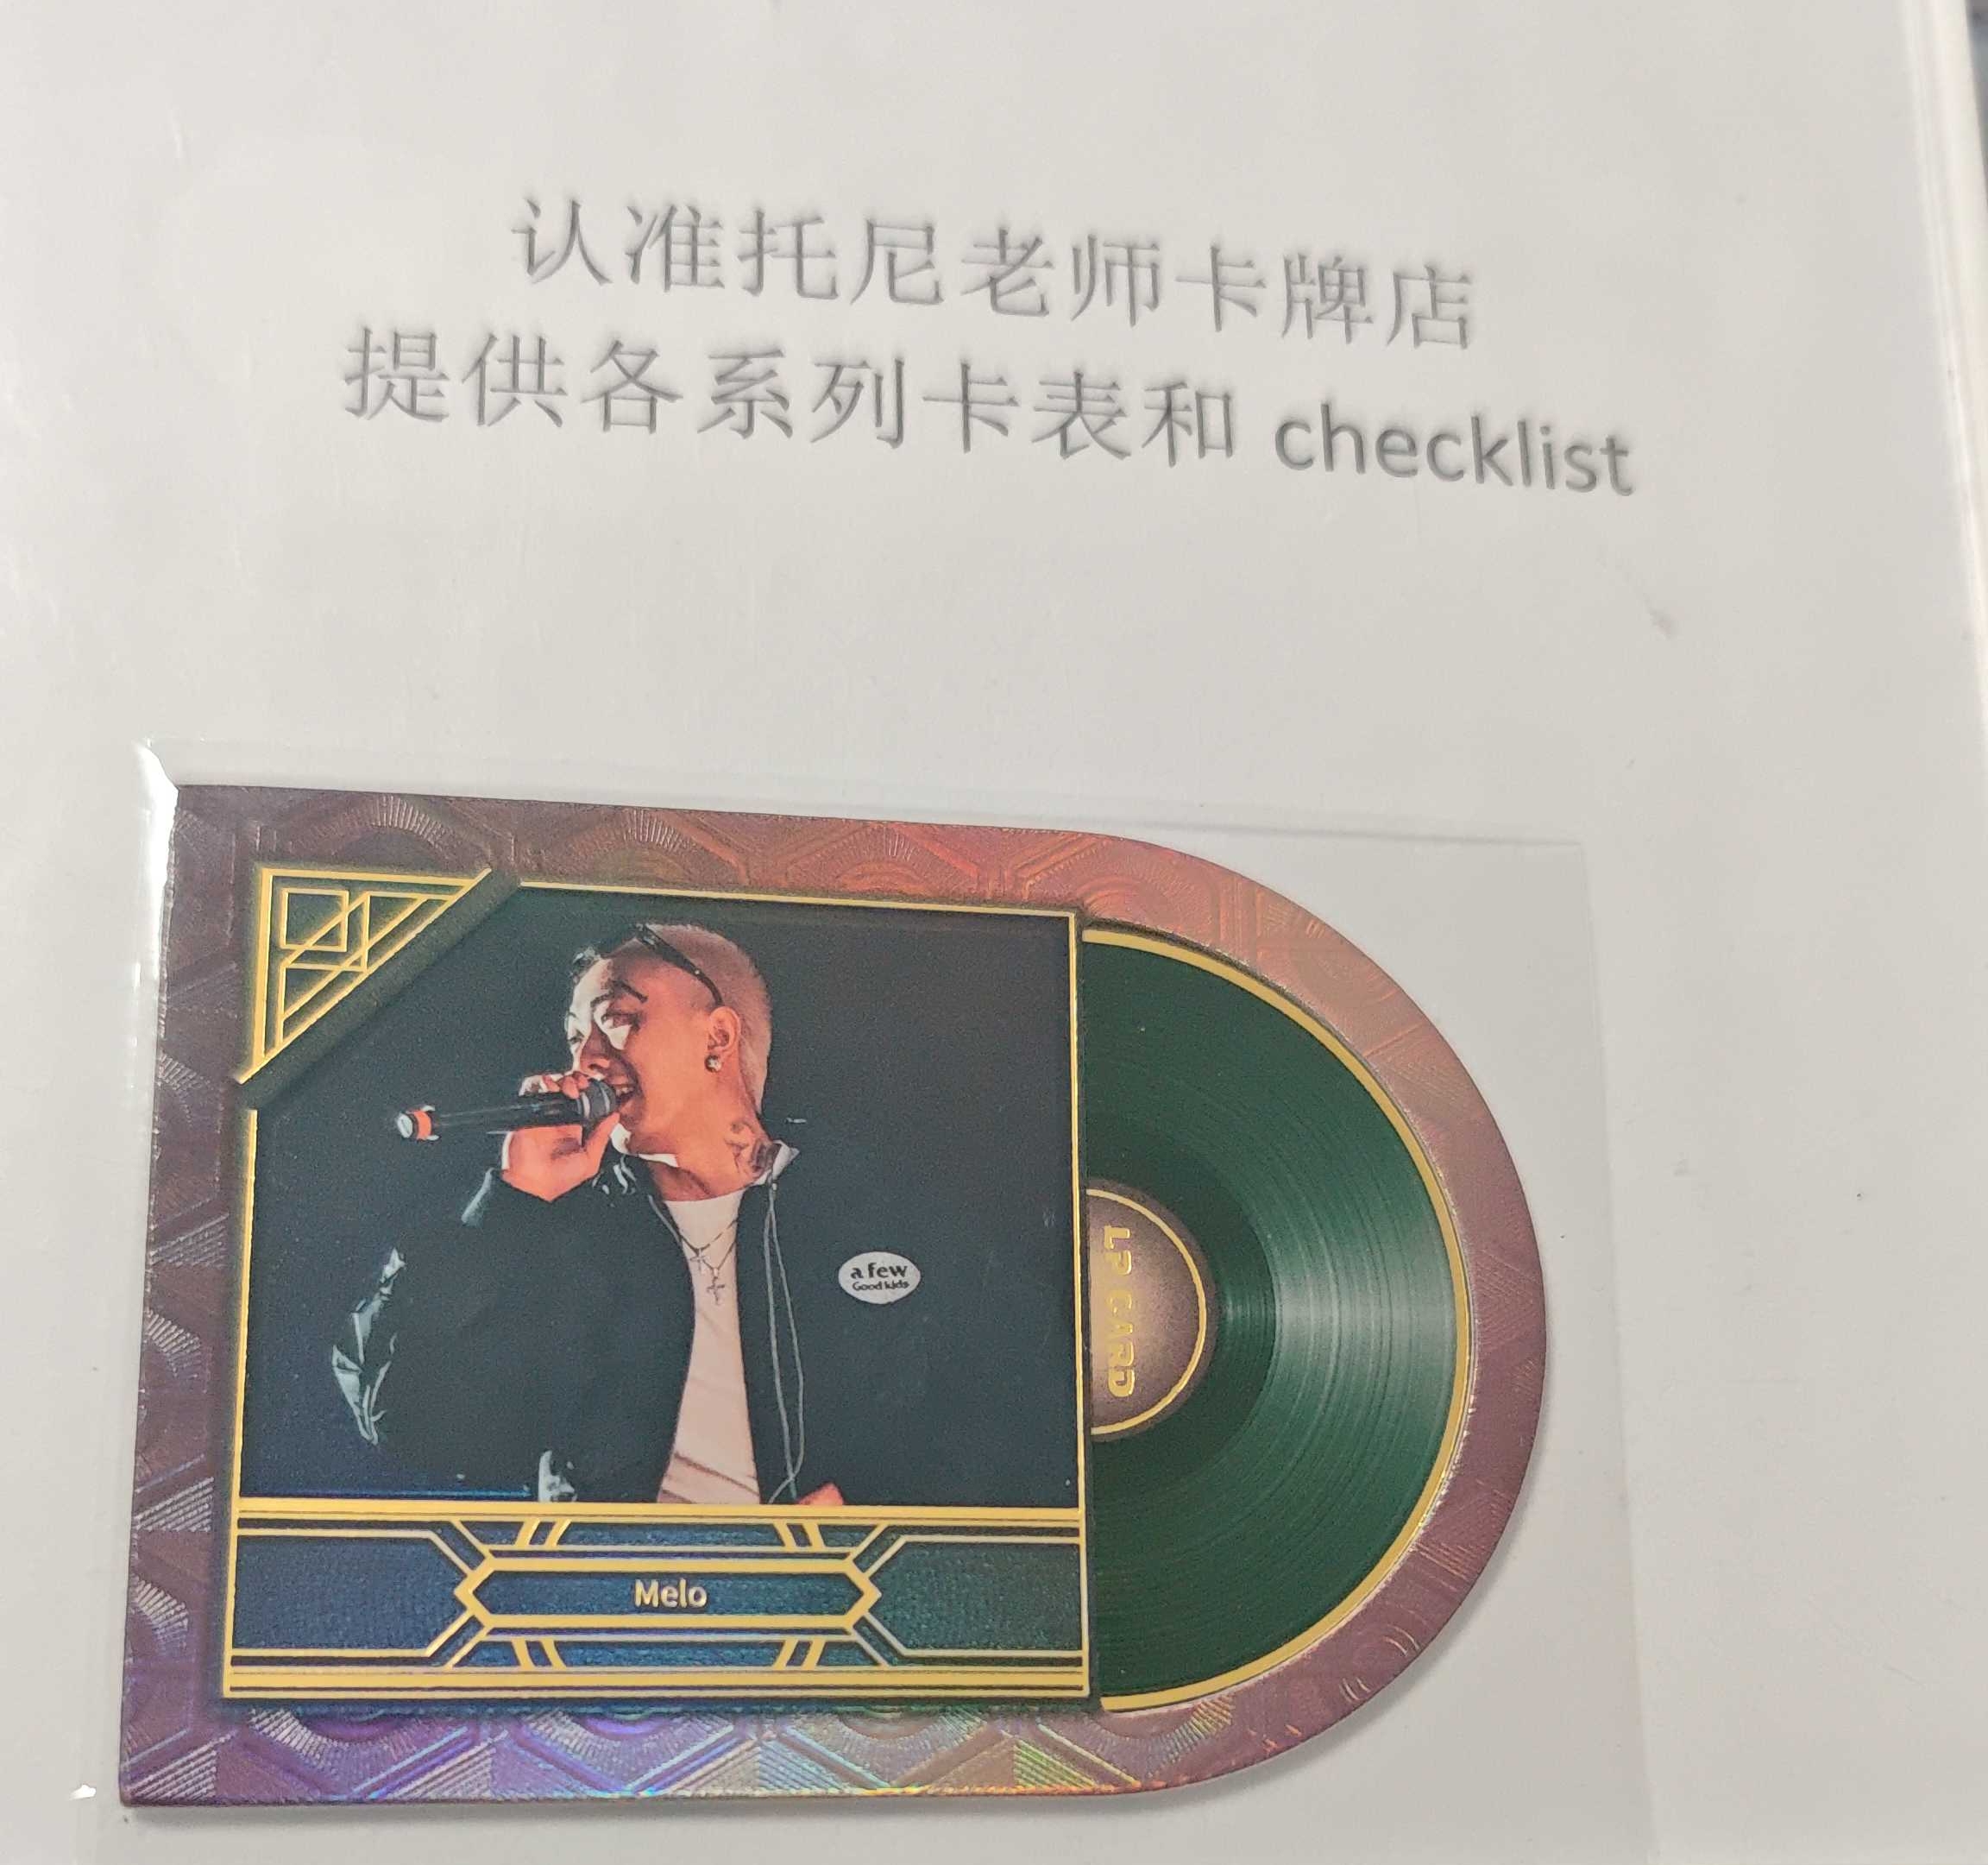 认准托尼老师卡牌店
提供各系列卡表和 checklist
a few
Good kids
LP CARD
Melo